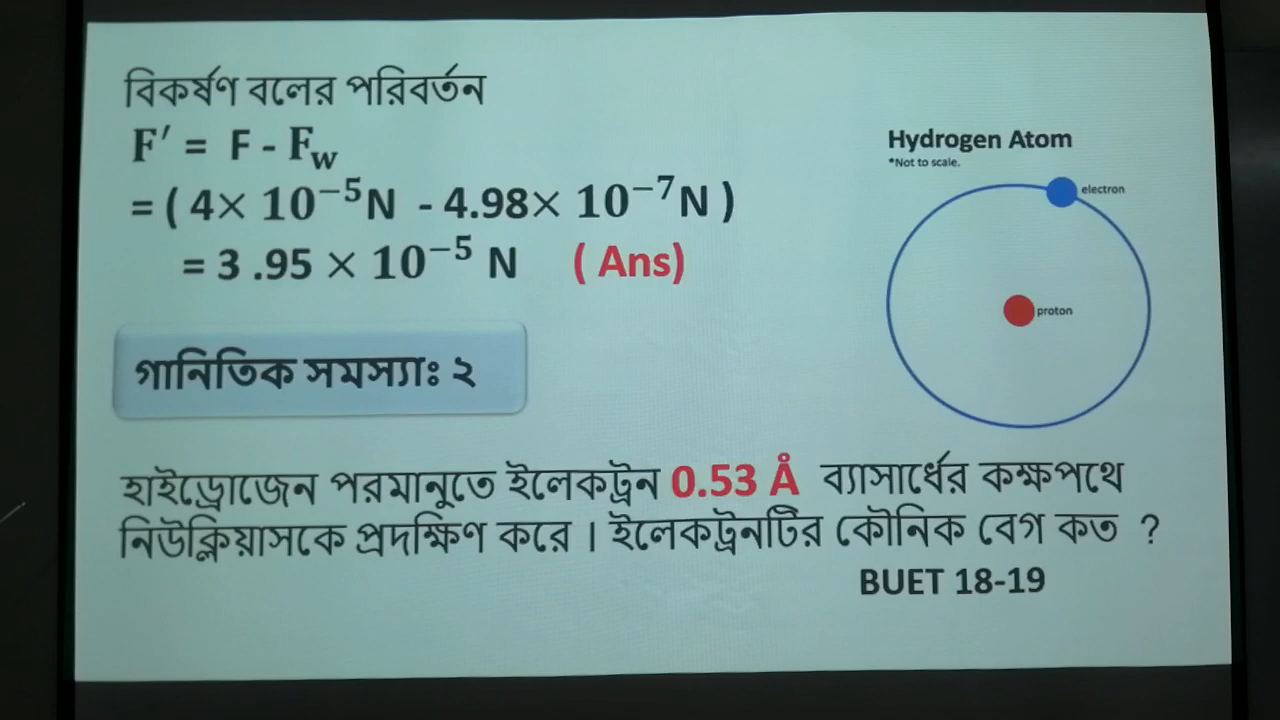 বিকর্ষণ বলের পরিবর্তন
F′ = F - F_w
= ( 4× 10⁻⁵N - 4.98× 10⁻⁷N )
= 3 .95 × 10⁻⁵ N ( Ans)
Hydrogen Atom
*Not to scale.
electron
proton
গানিতিক সমস্যাঃ ২
হাইড্রোজেন পরমানুতে ইলেকট্রন 0.53 Å ব্যাসার্ধের কক্ষপথে
নিউক্লিয়াসকে প্রদক্ষিণ করে । ইলেকট্রনটির কৌনিক বেগ কত ?
BUET 18-19